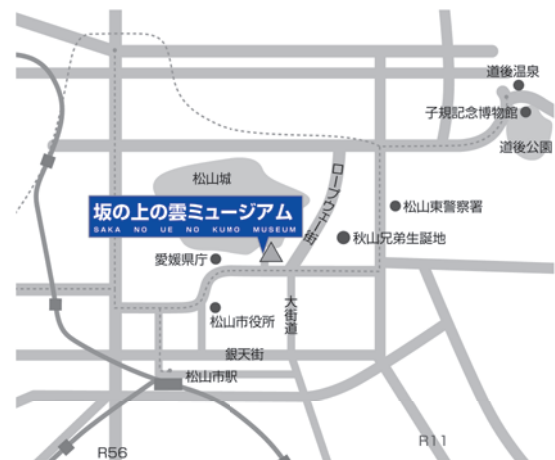 道後温泉
子規記念博物館
道後公園
松山城
ロープウェー街
坂の上の雲ミュージアム
SAKA NO UE NO KUMO MUSEUM
松山東警察署
秋山兄弟生誕地
愛媛県庁
松山市役所
大街道
銀天街
松山市駅
R56
R11